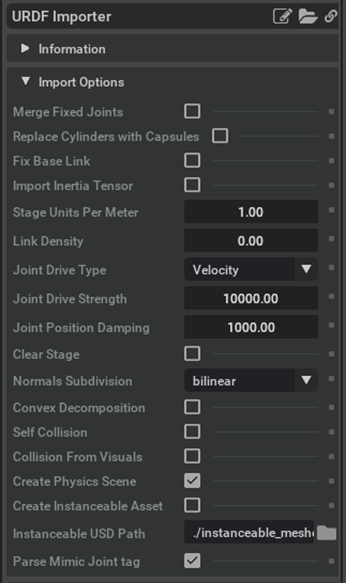 URDF Importer
Information
Import Options
Merge Fixed Joints
Replace Cylinders with Capsules
Fix Base Link
Import Inertia Tensor
Stage Units Per Meter 1.00
Link Density 0.00
Joint Drive Type Velocity
Joint Drive Strength 10000.00
Joint Position Damping 1000.00
Clear Stage
Normals Subdivision bilinear
Convex Decomposition
Self Collision
Collision From Visuals
Create Physics Scene
Create Instanceable Asset
Instanceable USD Path ./instanceable_mesh
Parse Mimic Joint tag